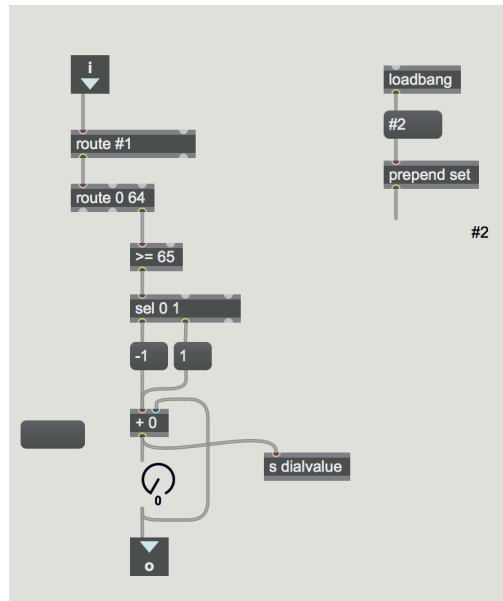 i
loadbang
#2
route #1
prepend set
route 0 64
#2
>= 65
sel 0 1
-1
1
+ 0
s dialvalue
0
o